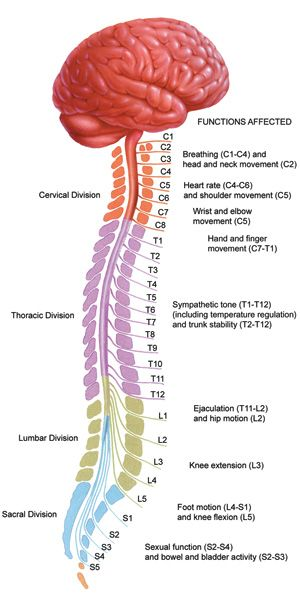 FUNCTIONS AFFECTED
C1
C2
C3
C4
C5
C6
C7
C8
Breathing (C1-C4) and
head and neck movement (C2)
Cervical Division
Heart rate (C4-C6)
and shoulder movement (C5)
Wrist and elbow
movement (C5)
Hand and finger
movement (C7-T1)
T1
T2
T3
T4
T5
T6
T7
T8
T9
T10
T11
T12
Thoracic Division
Sympathetic tone (T1-T12)
(including temperature regulation)
and trunk stability (T2-T12)
Ejaculation (T11-L2)
and hip motion (L2)
L1
L2
L3
L4
L5
Lumbar Division
Knee extension (L3)
Foot motion (L4-S1)
and knee flexion (L5)
Sacral Division
S1
S2
S3
S4
S5
Sexual function (S2-S4)
and bowel and bladder activity (S2-S3)